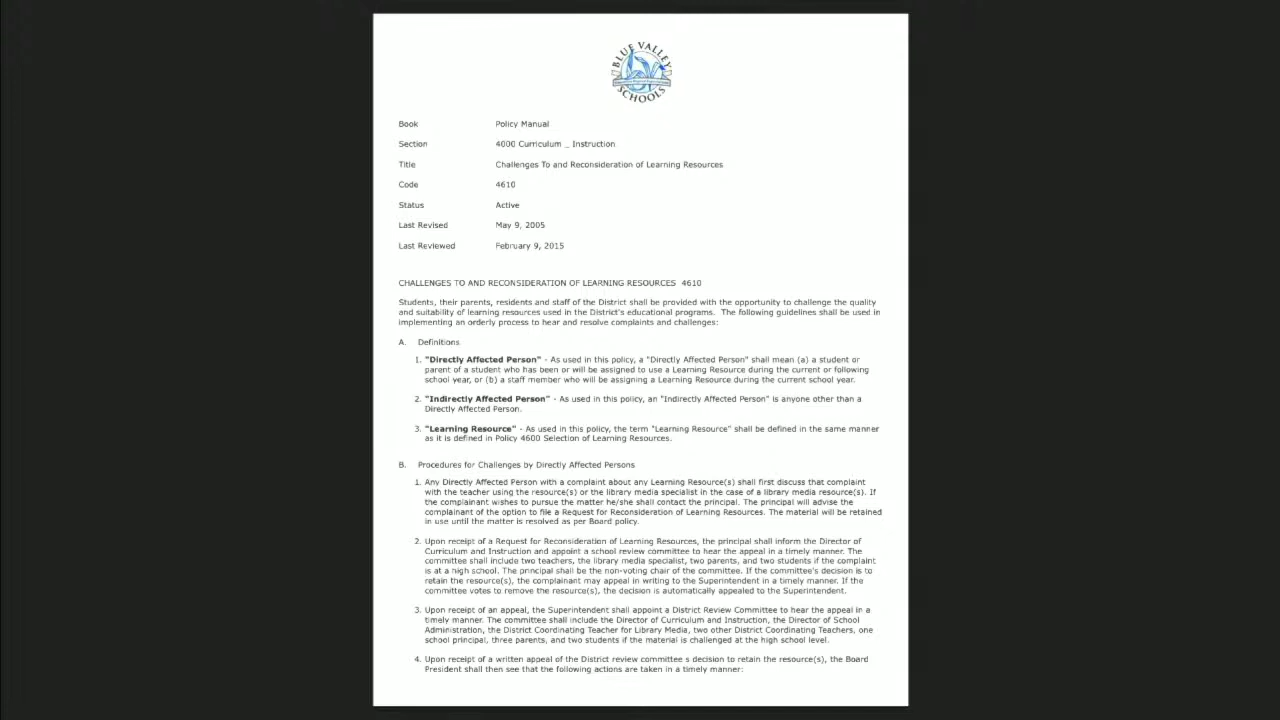 BLUE VALLEY
SCHOOLS
Book Policy Manual
Section 4000 Curriculum _ Instruction
Title Challenges To and Reconsideration of Learning Resources
Code 4610
Status Active
Last Revised May 9, 2005
Last Reviewed February 9, 2015
CHALLENGES TO AND RECONSIDERATION OF LEARNING RESOURCES 4610
Students, their parents, residents and staff of the District shall be provided with the opportunity to challenge the quality
and suitability of learning resources used in the District's educational programs. The following guidelines shall be used in
implementing an orderly process to hear and resolve complaints and challenges:
A. Definitions
1. "Directly Affected Person" - As used in this policy, a "Directly Affected Person" shall mean (a) a student or
parent of a student who has been or will be assigned to use a Learning Resource during the current or following
school year, or (b) a staff member who will be assigning a Learning Resource during the current school year.
2. "Indirectly Affected Person" - As used in this policy, an "Indirectly Affected Person" is anyone other than a
Directly Affected Person.
3. "Learning Resource" - As used in this policy, the term "Learning Resource" shall be defined in the same manner
as it is defined in Policy 4600 Selection of Learning Resources.
B. Procedures for Challenges by Directly Affected Persons
1. Any Directly Affected Person with a complaint about any Learning Resource(s) shall first discuss that complaint
with the teacher using the resource(s) or the library media specialist in the case of a library media resource(s). If
the complainant wishes to pursue the matter he/she shall contact the principal. The principal will advise the
complainant of the option to file a Request for Reconsideration of Learning Resources. The material will be retained
in use until the matter is resolved as per Board policy.
2. Upon receipt of a Request for Reconsideration of Learning Resources, the principal shall inform the Director of
Curriculum and Instruction and appoint a school review committee to hear the appeal in a timely manner. The
committee shall include two teachers, the library media specialist, two parents, and two students if the complaint
is at a high school. The principal shall be the non-voting chair of the committee. If the committee's decision is to
retain the resource(s), the complainant may appeal in writing to the Superintendent in a timely manner. If the
committee votes to remove the resource(s), the decision is automatically appealed to the Superintendent.
3. Upon receipt of an appeal, the Superintendent shall appoint a District Review Committee to hear the appeal in a
timely manner. The committee shall include the Director of Curriculum and Instruction, the Director of School
Administration, the District Coordinating Teacher for Library Media, two other District Coordinating Teachers, one
school principal, three parents, and two students if the material is challenged at the high school level.
4. Upon receipt of a written appeal of the District review committee s decision to retain the resource(s), the Board
President shall then see that the following actions are taken in a timely manner: